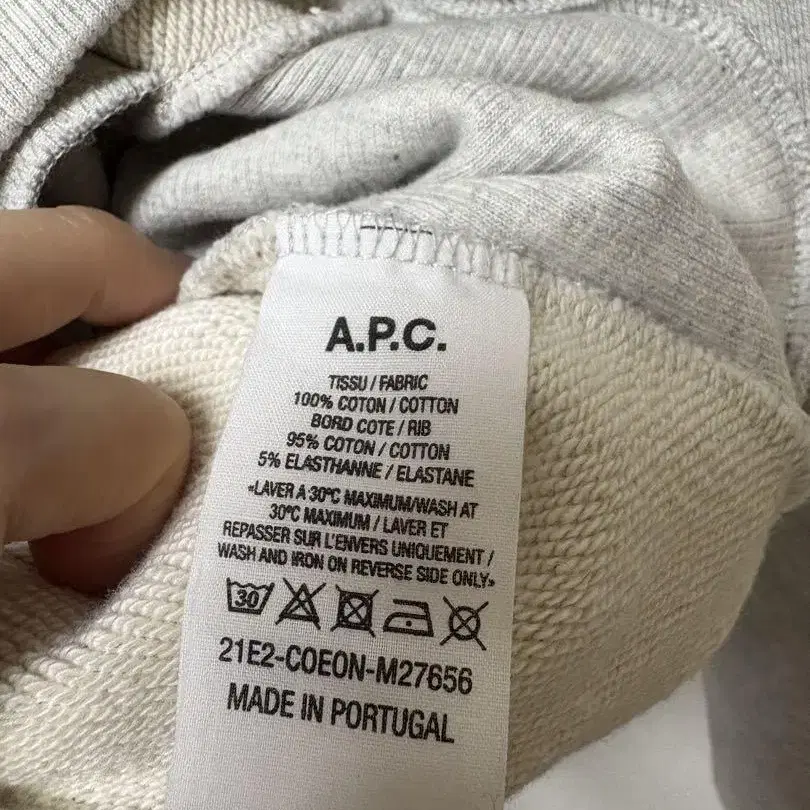 A.P.C.
TISSU / FABRIC
100% COTON / COTTON
BORD COTE / RIB
95% COTON / COTTON
5% ELASTHANNE / ELASTANE
«LAVER A 30°C MAXIMUM/WASH AT
30°C MAXIMUM / LAVER ET
REPASSER SUR L'ENVERS UNIQUEMENT /
WASH AND IRON ON REVERSE SIDE ONLY»
30
21E2-COEON-M27656
MADE IN PORTUGAL